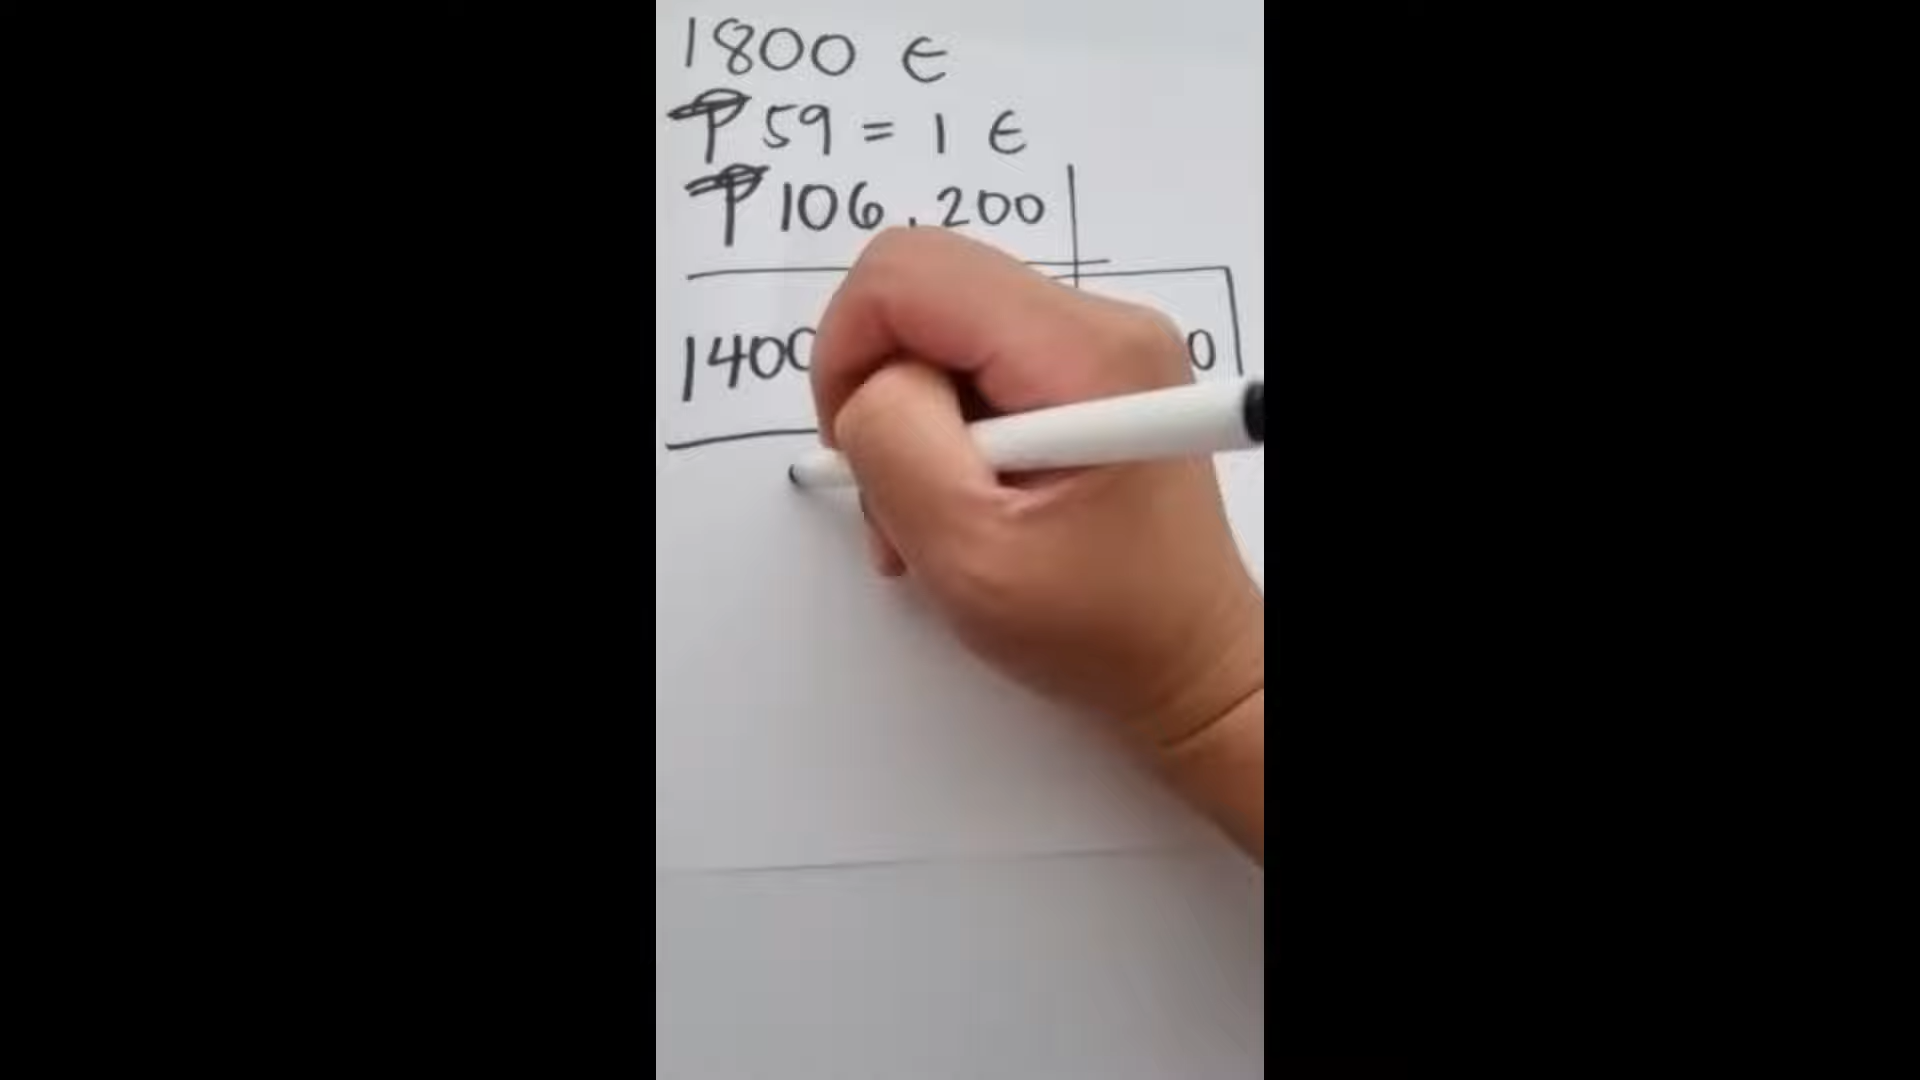 1800 €
₱59 = 1 €
₱106,200
1400 0